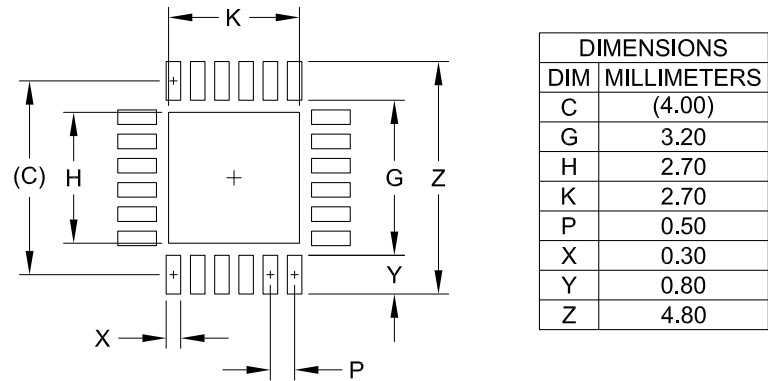 K
(C)
H
G
Z
Y
X
P
DIMENSIONS
DIM MILLIMETERS
C (4.00)
G 3.20
H 2.70
K 2.70
P 0.50
X 0.30
Y 0.80
Z 4.80